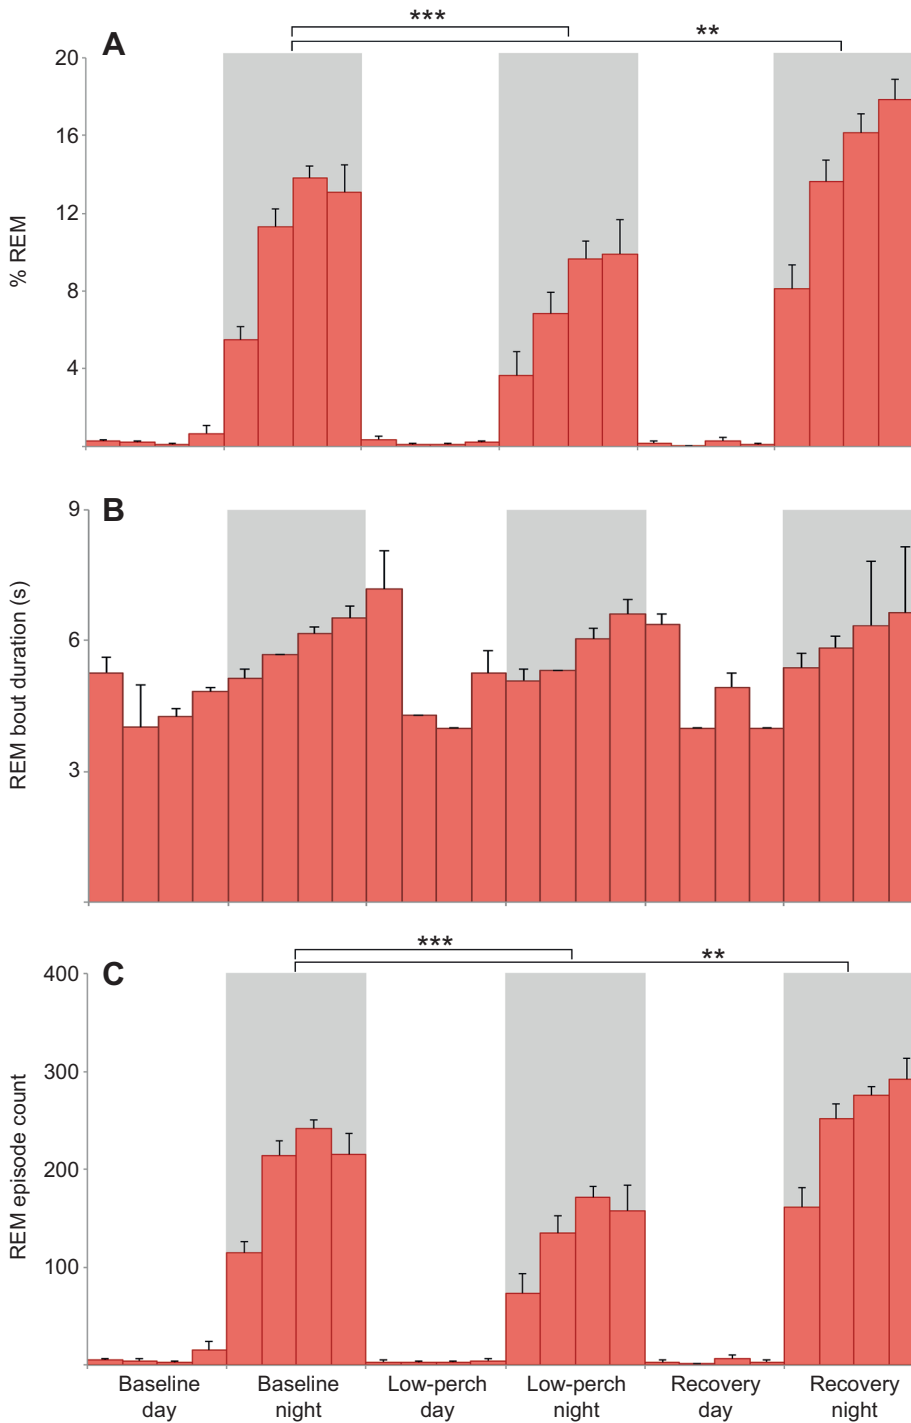 ***
**
A
20
16
12
8
4
% REM
B
9
6
3
REM bout duration (s)
***
**
C
400
300
200
100
REM episode count
Baseline day
Baseline night
Low-perch day
Low-perch night
Recovery day
Recovery night